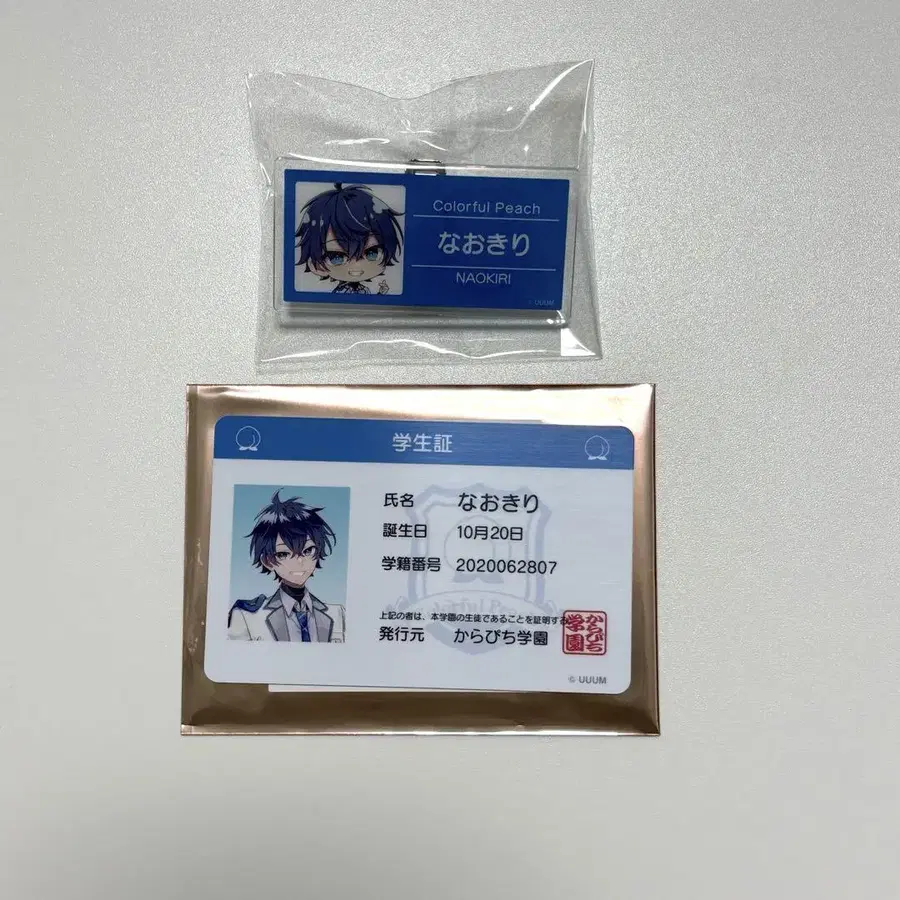 Colorful Peach
なおきり
NAOKIRI
© UUUM
学生証
氏名 なおきり
誕生日 10月20日
学籍番号 2020062807
上記の者は、本学園の生徒であることを証明する
発行元 からぴち学園
からぴち
学園
© UUUM